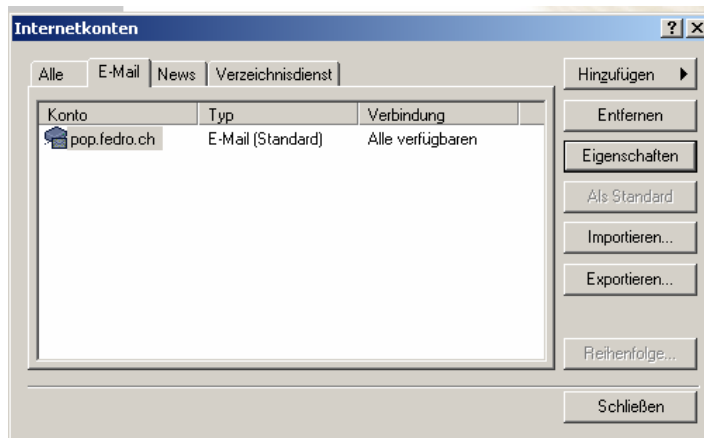 Internetkonten
Alle E-Mail News Verzeichnisdienst
Konto Typ Verbindung
pop.fedro.ch E-Mail (Standard) Alle verfügbaren
Hinzufügen
Entfernen
Eigenschaften
Als Standard
Importieren...
Exportieren...
Reihenfolge...
Schließen